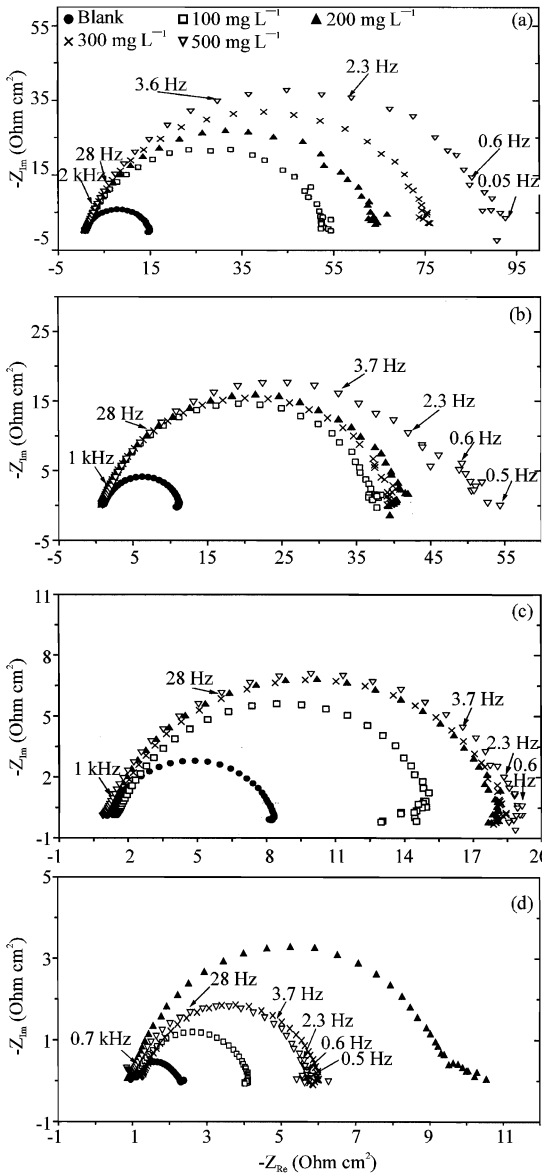 (a)
Blank 100 mg L⁻¹ 200 mg L⁻¹
300 mg L⁻¹ 500 mg L⁻¹
55
35
15
-5
-Z_Im (Ohm cm²)
3.6 Hz
2.3 Hz
28 Hz
2 kHz
0.6 Hz
0.05 Hz
-5 15 35 55 75 95
(b)
25
15
5
-5
-Z_Im (Ohm cm²)
3.7 Hz
28 Hz
2.3 Hz
0.6 Hz
1 kHz
0.5 Hz
-5 5 15 25 35 45 55
(c)
11
8
5
2
-1
-Z_Im (Ohm cm²)
28 Hz
3.7 Hz
2.3 Hz
0.6
Hz
1 kHz
-1 2 5 8 11 14 17 20
(d)
5
3
1
-1
-Z_Im (Ohm cm²)
28 Hz
3.7 Hz
2.3 Hz
0.7 kHz
0.6 Hz
0.5 Hz
-1 1 3 5 7 9 11
-Z_Re (Ohm cm²)